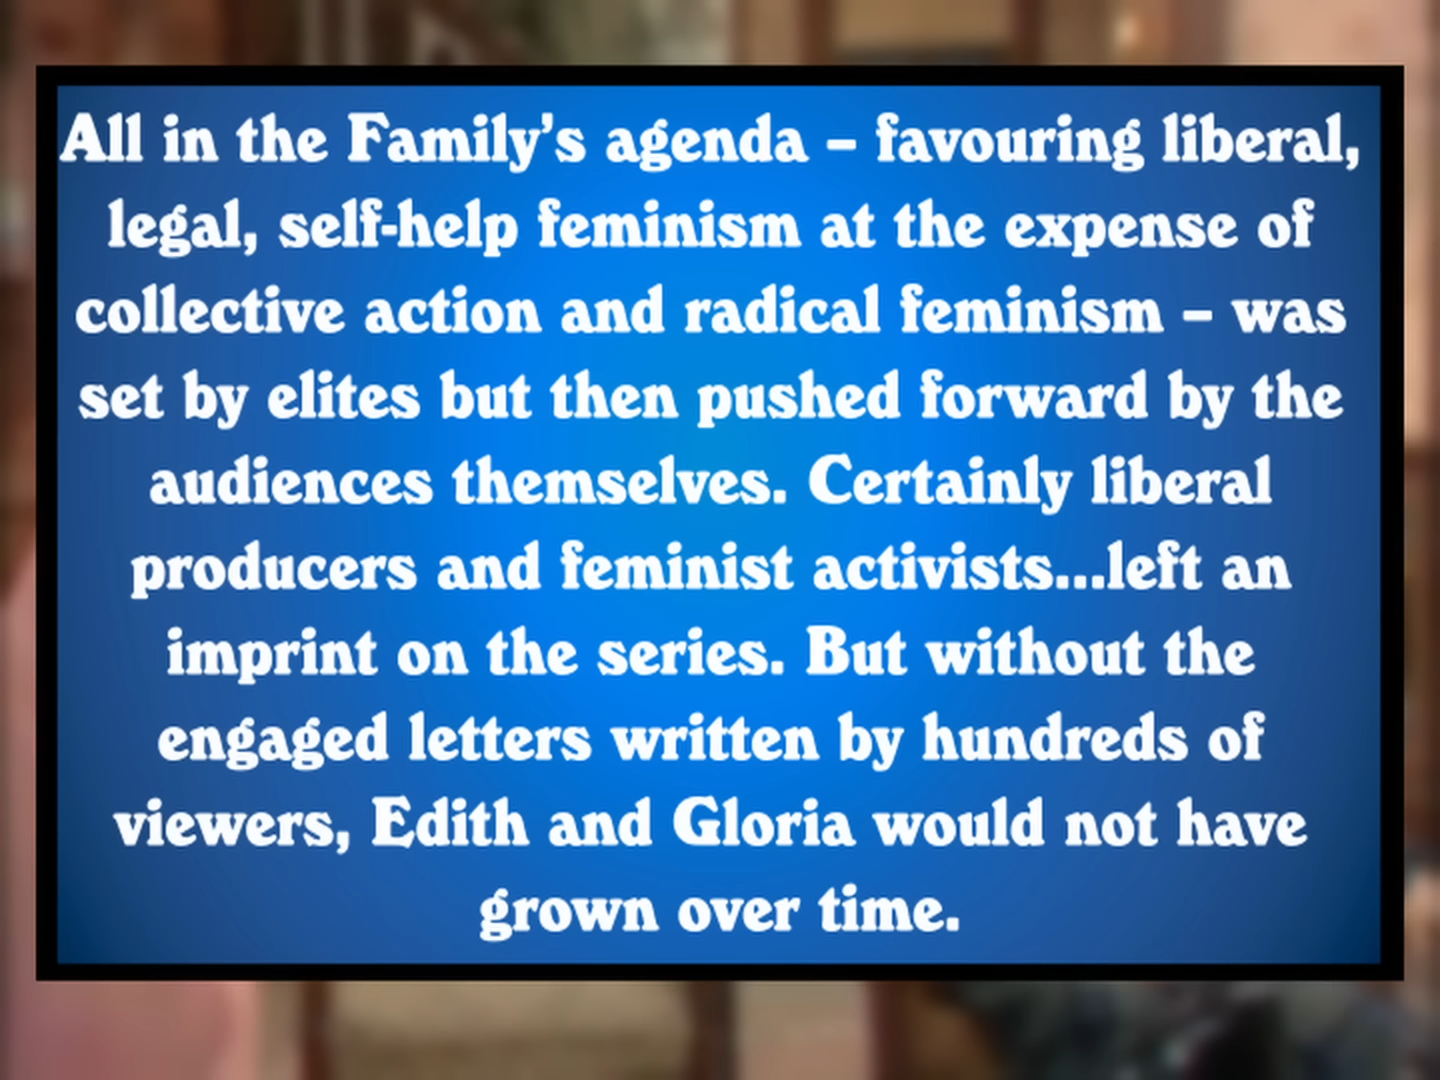 All in the Family’s agenda – favouring liberal,
legal, self-help feminism at the expense of
collective action and radical feminism – was
set by elites but then pushed forward by the
audiences themselves. Certainly liberal
producers and feminist activists...left an
imprint on the series. But without the
engaged letters written by hundreds of
viewers, Edith and Gloria would not have
grown over time.